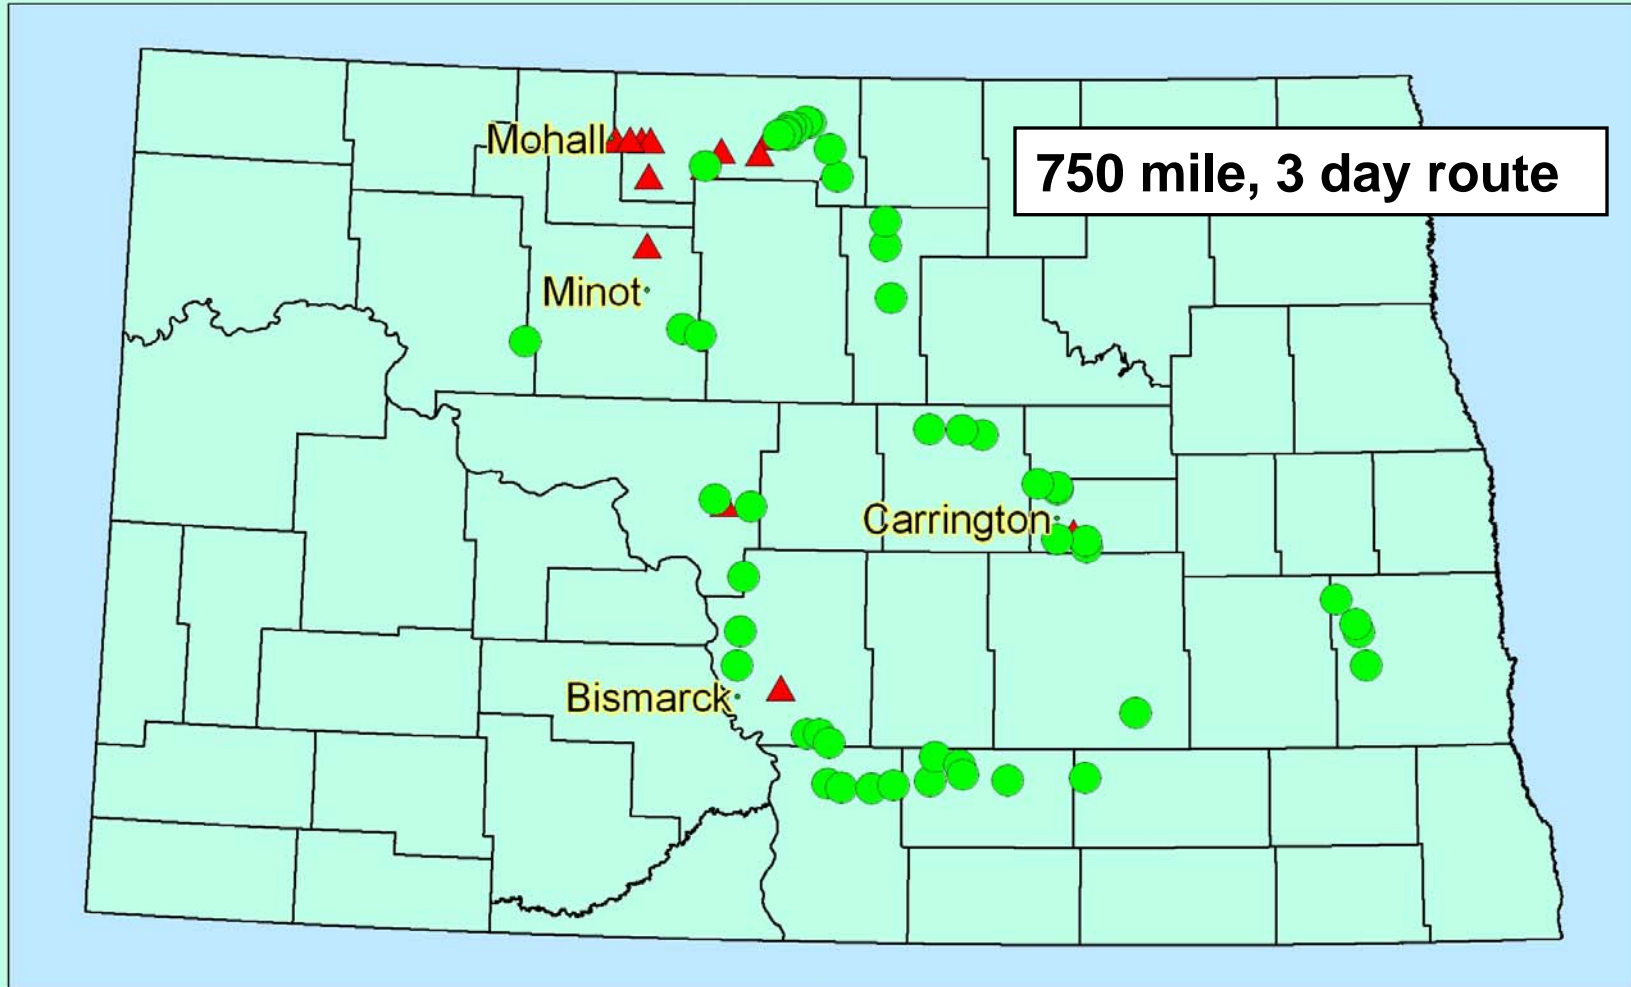 Mohall
750 mile, 3 day route
Minot
Carrington
Bismarck